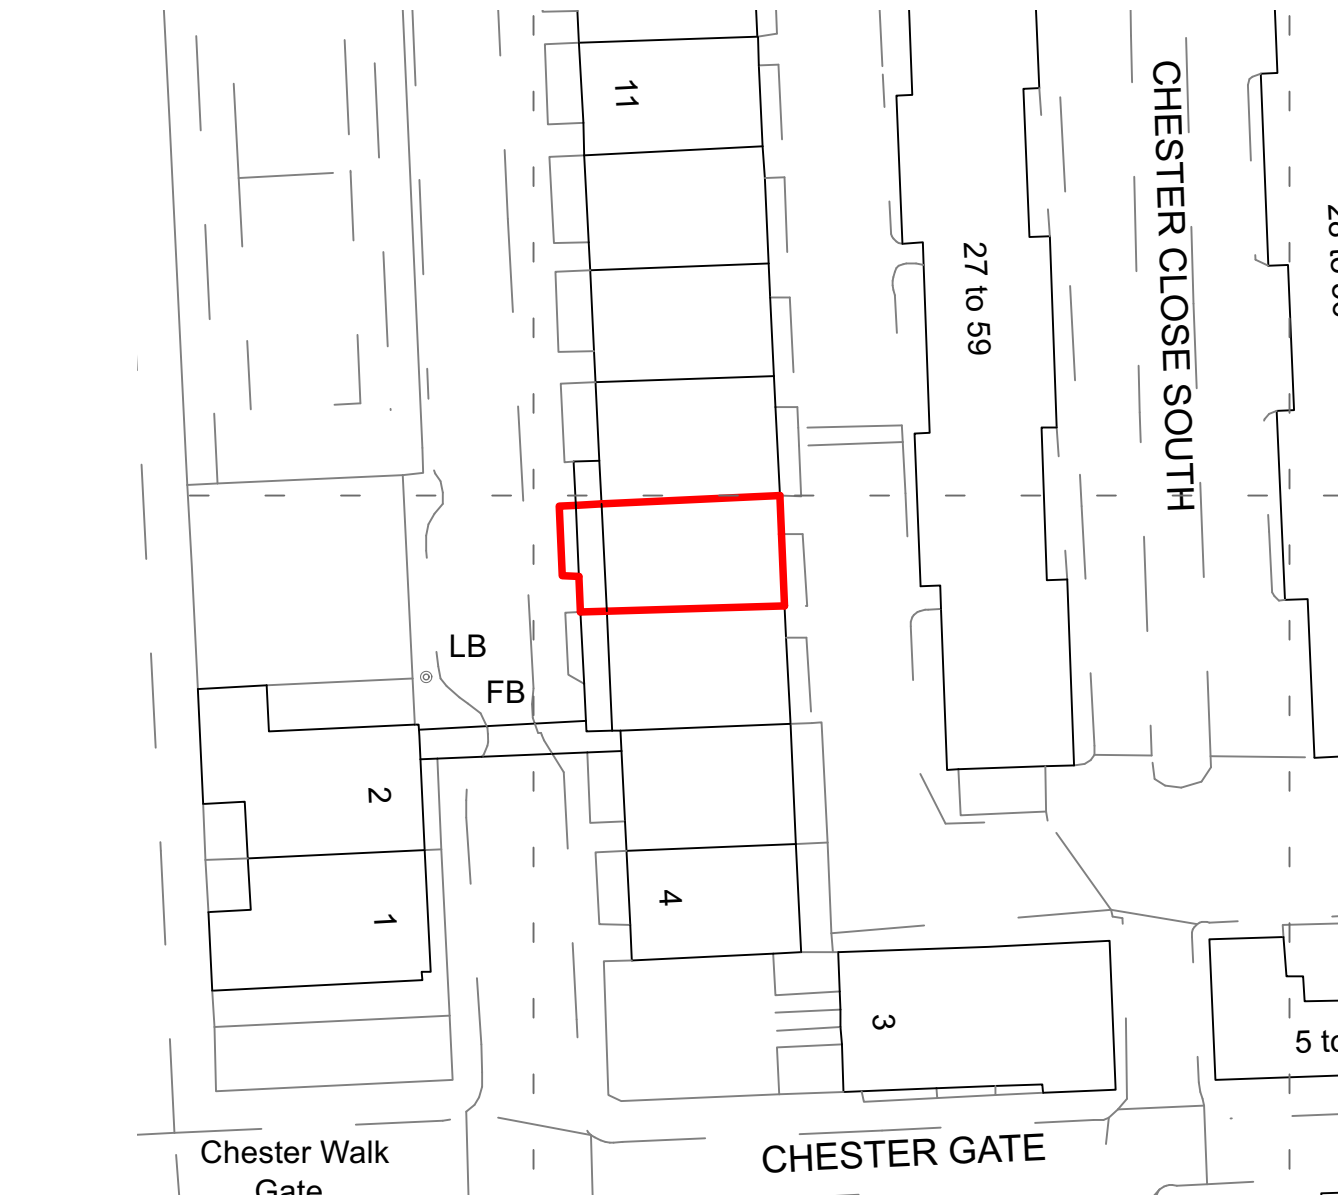 11
CHESTER CLOSE SOUTH
27 to 59
LB
FB
2
1
4
3
5 to
Chester Walk
Gate
CHESTER GATE